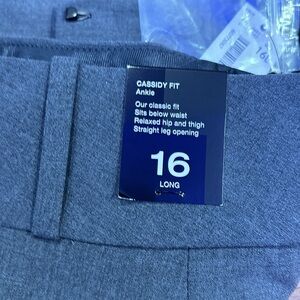 CASSIDY FIT
Ankle
Our classic fit
Sits below waist
Relaxed hip and thigh
Straight leg opening
16
LONG